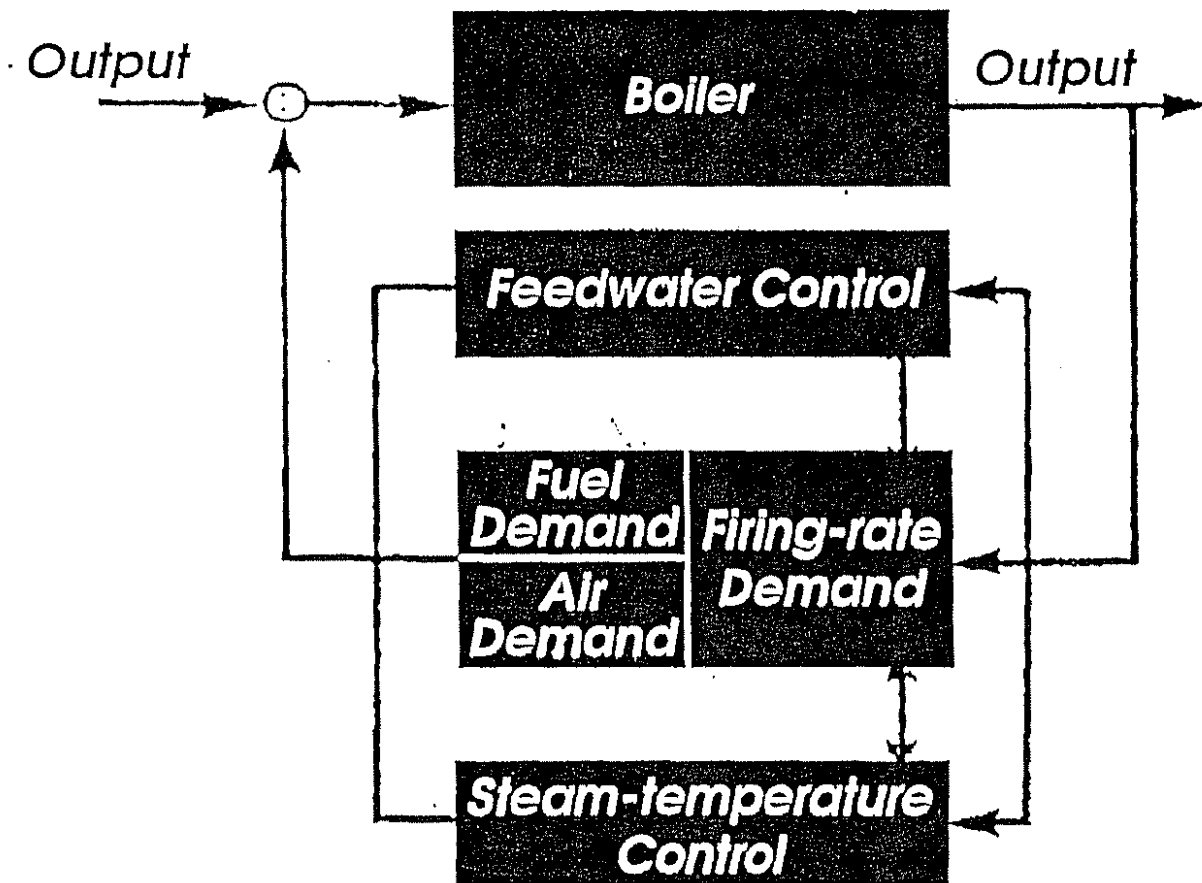 Output
Boiler
Output
Feedwater Control
Fuel
Demand
Air
Demand
Firing-rate
Demand
Steam-temperature
Control